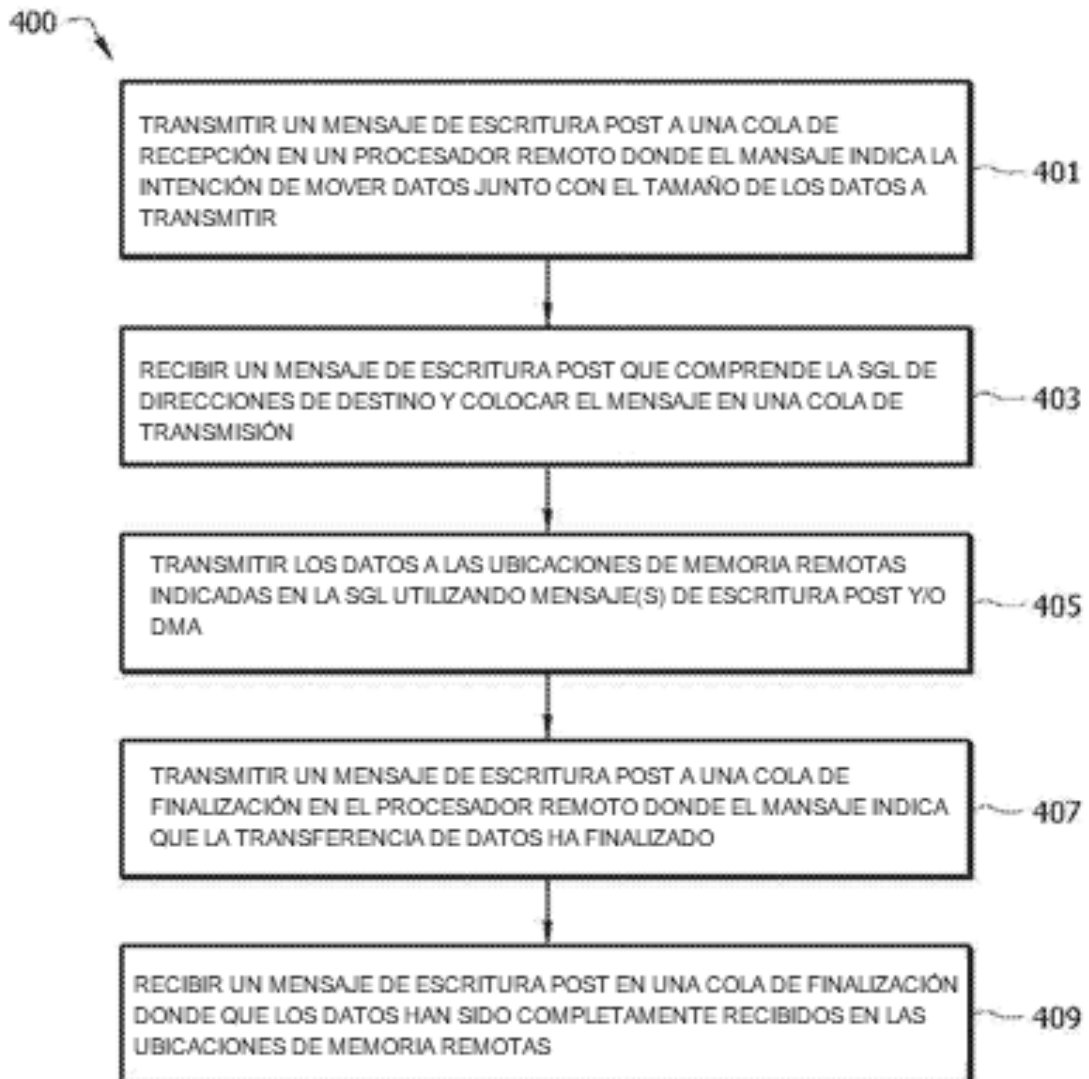 400
TRANSMITIR UN MENSAJE DE ESCRITURA POST A UNA COLA DE
RECEPCIÓN EN UN PROCESADOR REMOTO DONDE EL MANSAJE INDICA LA
INTENCIÓN DE MOVER DATOS JUNTO CON EL TAMAÑO DE LOS DATOS A
TRANSMITIR
401
RECIBIR UN MENSAJE DE ESCRITURA POST QUE COMPRENDE LA SGL DE
DIRECCIONES DE DESTINO Y COLOCAR EL MENSAJE EN UNA COLA DE
TRANSMISIÓN
403
TRANSMITIR LOS DATOS A LAS UBICACIONES DE MEMORIA REMOTAS
INDICADAS EN LA SGL UTILIZANDO MENSAJE(S) DE ESCRITURA POST Y/O
DMA
405
TRANSMITIR UN MENSAJE DE ESCRITURA POST A UNA COLA DE
FINALIZACIÓN EN EL PROCESADOR REMOTO DONDE EL MANSAJE INDICA
QUE LA TRANSFERENCIA DE DATOS HA FINALIZADO
407
RECIBIR UN MENSAJE DE ESCRITURA POST EN UNA COLA DE FINALIZACIÓN
DONDE QUE LOS DATOS HAN SIDO COMPLETAMENTE RECIBIDOS EN LAS
UBICACIONES DE MEMORIA REMOTAS
409